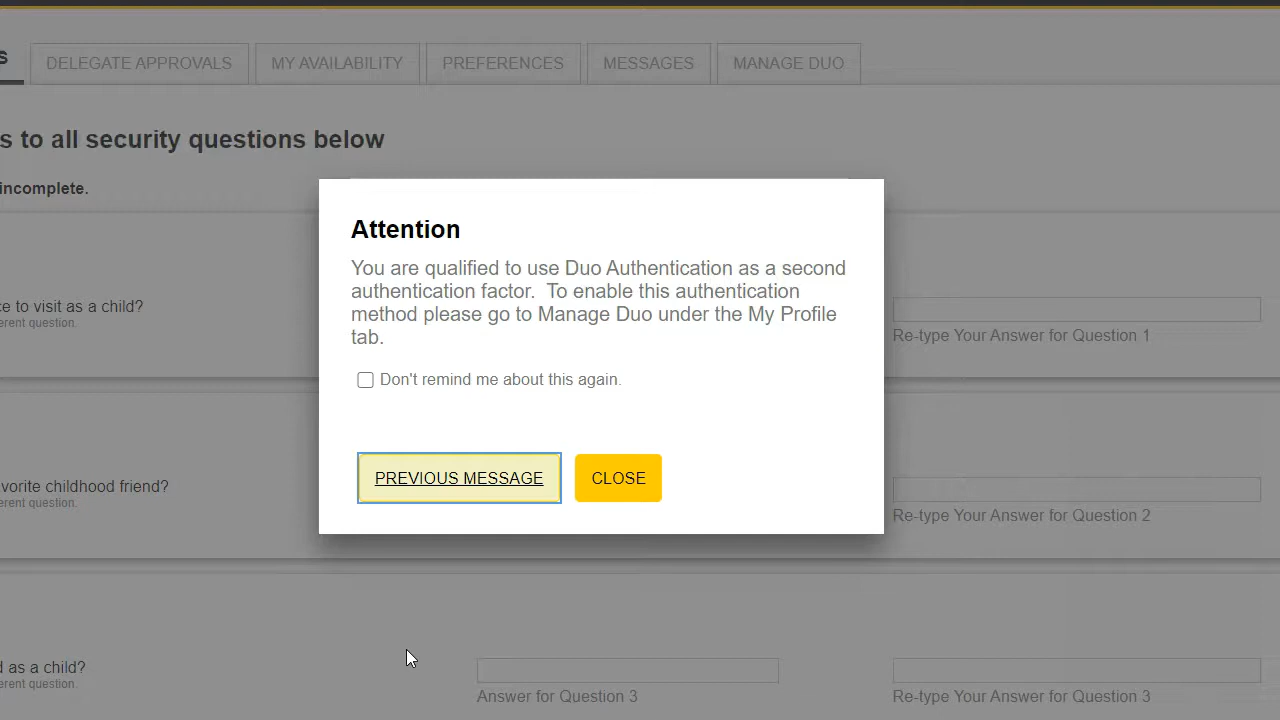 S DELEGATE APPROVALS MY AVAILABILITY PREFERENCES MESSAGES MANAGE DUO
s to all security questions below
incomplete.
Attention
You are qualified to use Duo Authentication as a second
authentication factor.  To enable this authentication
method please go to Manage Duo under the My Profile
tab.
Don't remind me about this again.
PREVIOUS MESSAGE CLOSE
ce to visit as a child?
erent question.
Re-type Your Answer for Question 1
vorite childhood friend?
erent question.
Re-type Your Answer for Question 2
d as a child?
erent question.
Answer for Question 3
Re-type Your Answer for Question 3